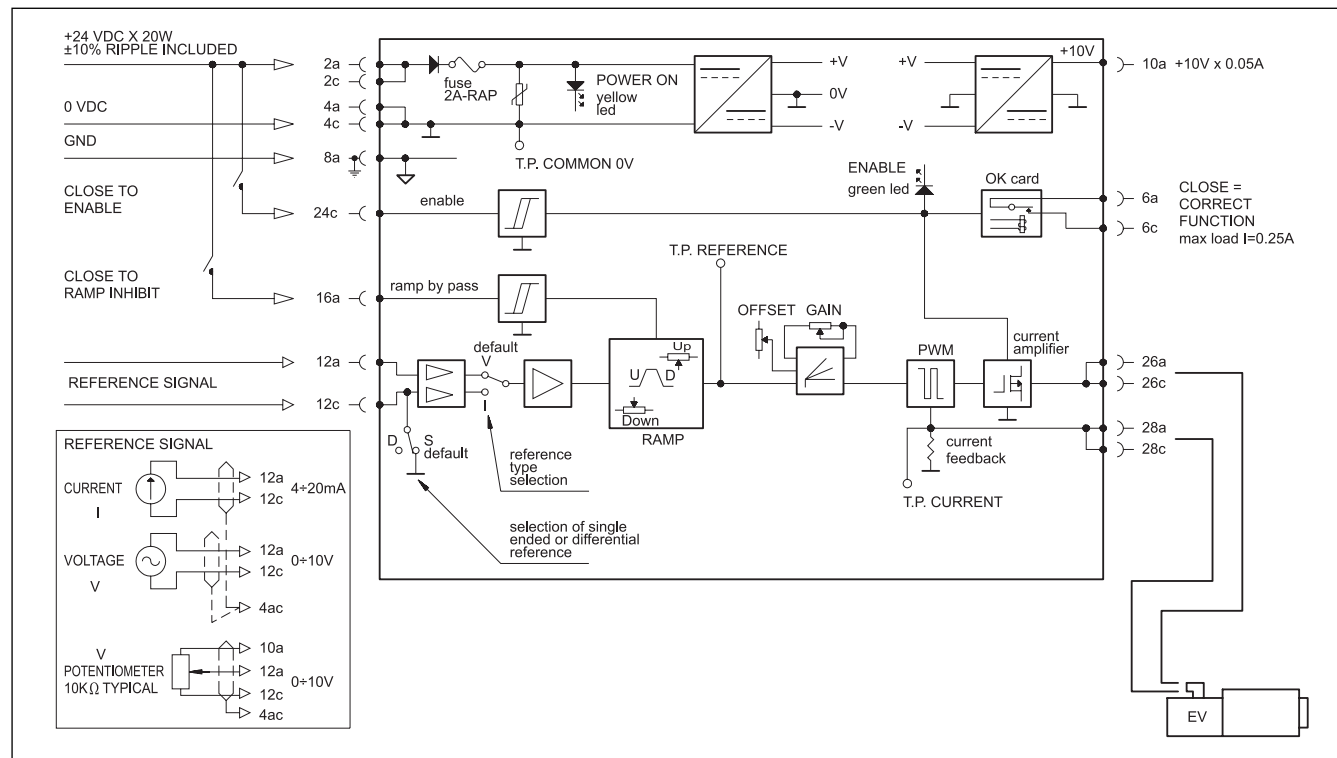 +24 VDC X 20W
±10% RIPPLE INCLUDED
0 VDC
GND
CLOSE TO
ENABLE
CLOSE TO
RAMP INHIBIT
REFERENCE SIGNAL
2a
2c
4a
4c
8a
24c
16a
12a
12c
fuse
2A-RAP
POWER ON
yellow
led
T.P. COMMON 0V
+V
0V
-V
+V
-V
+10V
10a +10V x 0.05A
enable
ENABLE
green led
OK card
6a
6c
CLOSE =
CORRECT
FUNCTION
max load I=0.25A
T.P. REFERENCE
ramp by pass
OFFSET
GAIN
default
V
I
Up
U
D
Down
RAMP
PWM
current
amplifier
26a
26c
28a
28c
D
S
default
reference
type
selection
current
feedback
T.P. CURRENT
selection of single
ended or differential
reference
REFERENCE SIGNAL
CURRENT
I
12a
12c
4÷20mA
VOLTAGE
V
12a
12c
0÷10V
4ac
V
POTENTIOMETER
10KΩ TYPICAL
10a
12a
12c
0÷10V
4ac
EV